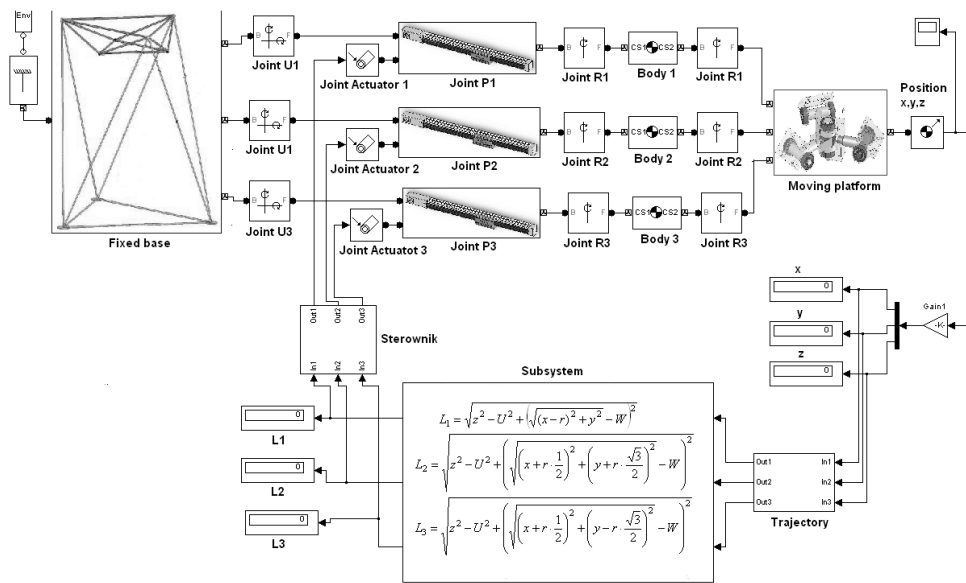 Env
Fixed base
B F
Joint U1
Joint Actuator 1
Joint P1
B F
Joint R1
CS1 CS2
Body 1
B F
Joint R1
B F
Joint U1
Joint Actuator 2
Joint P2
B F
Joint R2
CS1 CS2
Body 2
B F
Joint R2
B F
Joint U3
Joint Actuator 3
Joint P3
B F
Joint R3
CS1 CS2
Body 3
B F
Joint R3
Moving platform
Position
x,y,z
Out1 Out2 Out3
Sterownik
In1 In2 In3
0
L1
0
L2
0
L3
Subsystem
L₁ = √(z² − U² + (√((x − r)² + y²) − W)²)
L₂ = √(z² − U² + (√((x + r · 1/2)² + (y + r · √3/2)²) − W)²)
L₃ = √(z² − U² + (√((x + r · 1/2)² + (y − r · √3/2)²) − W)²)
x
0
y
0
z
0
Gain1
-K-
Out1 In1
Out2 In2
Out3 In3
Trajectory